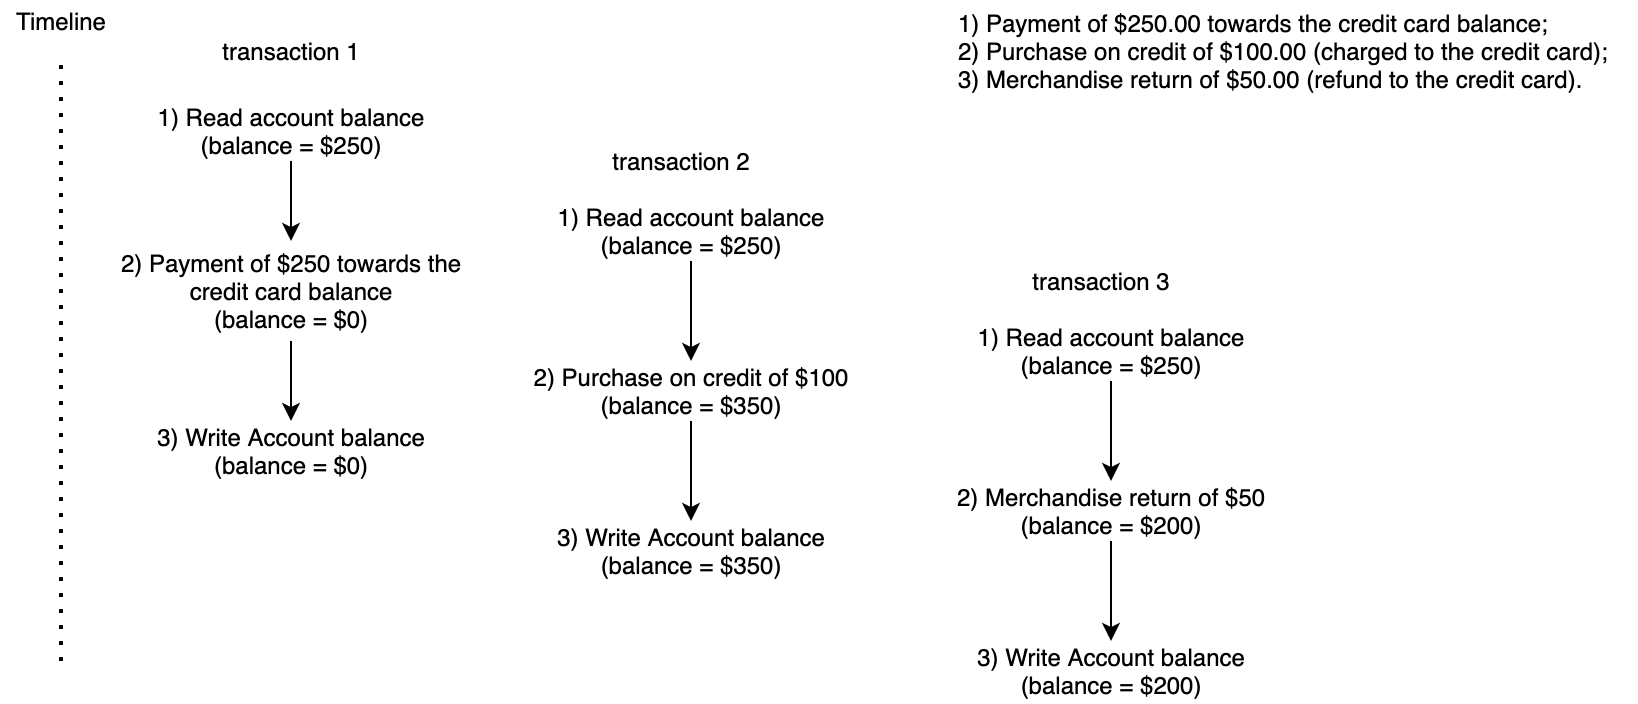 Timeline
1) Payment of $250.00 towards the credit card balance;
2) Purchase on credit of $100.00 (charged to the credit card);
3) Merchandise return of $50.00 (refund to the credit card).
transaction 1
1) Read account balance
(balance = $250)
2) Payment of $250 towards the
credit card balance
(balance = $0)
3) Write Account balance
(balance = $0)
transaction 2
1) Read account balance
(balance = $250)
2) Purchase on credit of $100
(balance = $350)
3) Write Account balance
(balance = $350)
transaction 3
1) Read account balance
(balance = $250)
2) Merchandise return of $50
(balance = $200)
3) Write Account balance
(balance = $200)